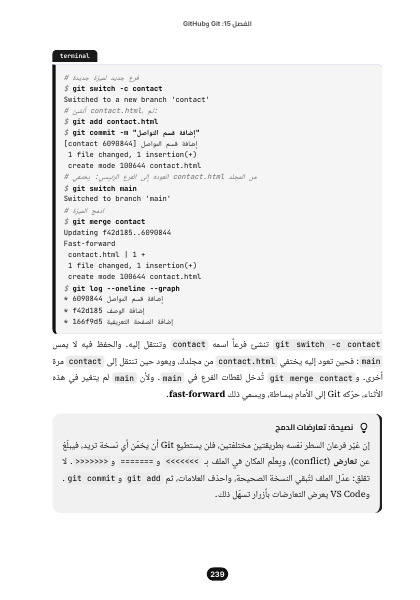 الفصل 15: Git وGitHub
terminal
# فرع جديد لميزة جديدة
$ git switch -c contact
Switched to a new branch 'contact'
# أنشئ contact.html، ثم:
$ git add contact.html
$ git commit -m "إضافة قسم التواصل"
[contact 6090844] إضافة قسم التواصل
1 file changed, 1 insertion(+)
create mode 100644 contact.html
# العودة إلى الفرع الرئيسي: يختفي contact.html من المجلد
$ git switch main
Switched to branch 'main'
# ادمج الميزة
$ git merge contact
Updating f42d185..6090844
Fast-forward
contact.html | 1 +
1 file changed, 1 insertion(+)
create mode 100644 contact.html
$ git log --oneline --graph
* 6090844 إضافة قسم التواصل
* f42d185 إضافة الوصف
* 166f9d5 إضافة الصفحة التعريفية
git switch -c contact تنشئ فرعاً اسمه contact وتنتقل إليه. والحفظ فيه لا يمس
main: فحين تعود إليه يختفي contact.html من مجلدك، ويعود حين تنتقل إلى contact مرة
أخرى. و git merge contact تُدخل لقطات الفرع في main. ولأن main لم يتغير في هذه
الأثناء، حرّكه Git إلى الأمام ببساطة، ويسمي ذلك fast-forward.
نصيحة: تعارضات الدمج
إن غيّر فرعان السطر نفسه بطريقتين مختلفتين، فلن يستطيع Git أن يخمّن أي نسخة تريد، فيبلّغ
عن تعارض (conflict)، ويعلّم المكان في الملف بـ <<<<<<< و ======= و >>>>>>>. لا
تقلق: عدّل الملف لتُبقي النسخة الصحيحة، واحذف العلامات، ثم git add و git commit.
وVS Code يعرض التعارضات بأزرار تسهّل ذلك.
239